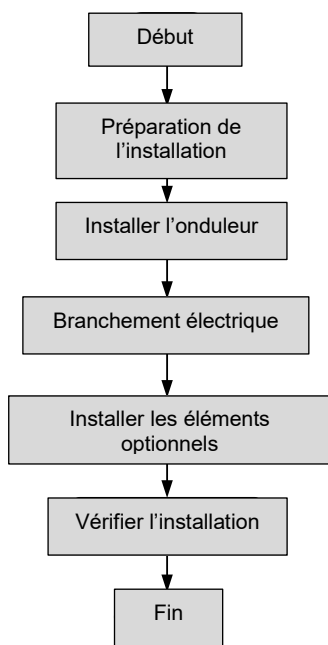 Début
Préparation de
l’installation
Installer l’onduleur
Branchement électrique
Installer les éléments
optionnels
Vérifier l’installation
Fin